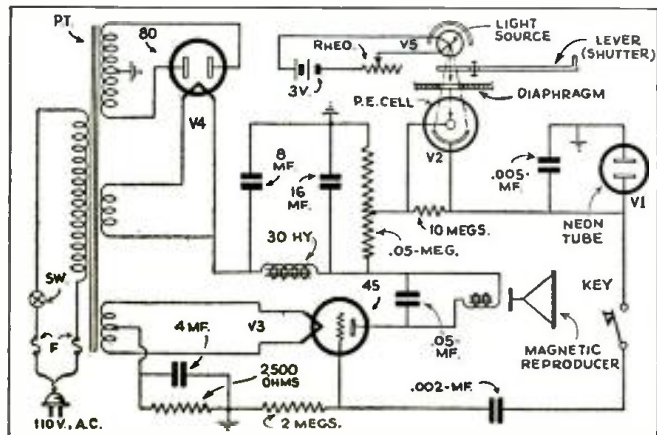 P.T.
80
V4
V5
LIGHT
SOURCE
RHEO.
3V.
LEVER
(SHUTTER)
DIAPHRAGM
P.E. CELL
V2
8
MF.
16
MF.
.005-
MF.
V1
NEON
TUBE
10 MEGS.
.05-MEG.
30 HY.
SW.
F
110 V., A.C.
V3
45
.05-
MF.
KEY
MAGNETIC
REPRODUCER
4 MF.
2500
OHMS
2 MEGS.
.002-MF.